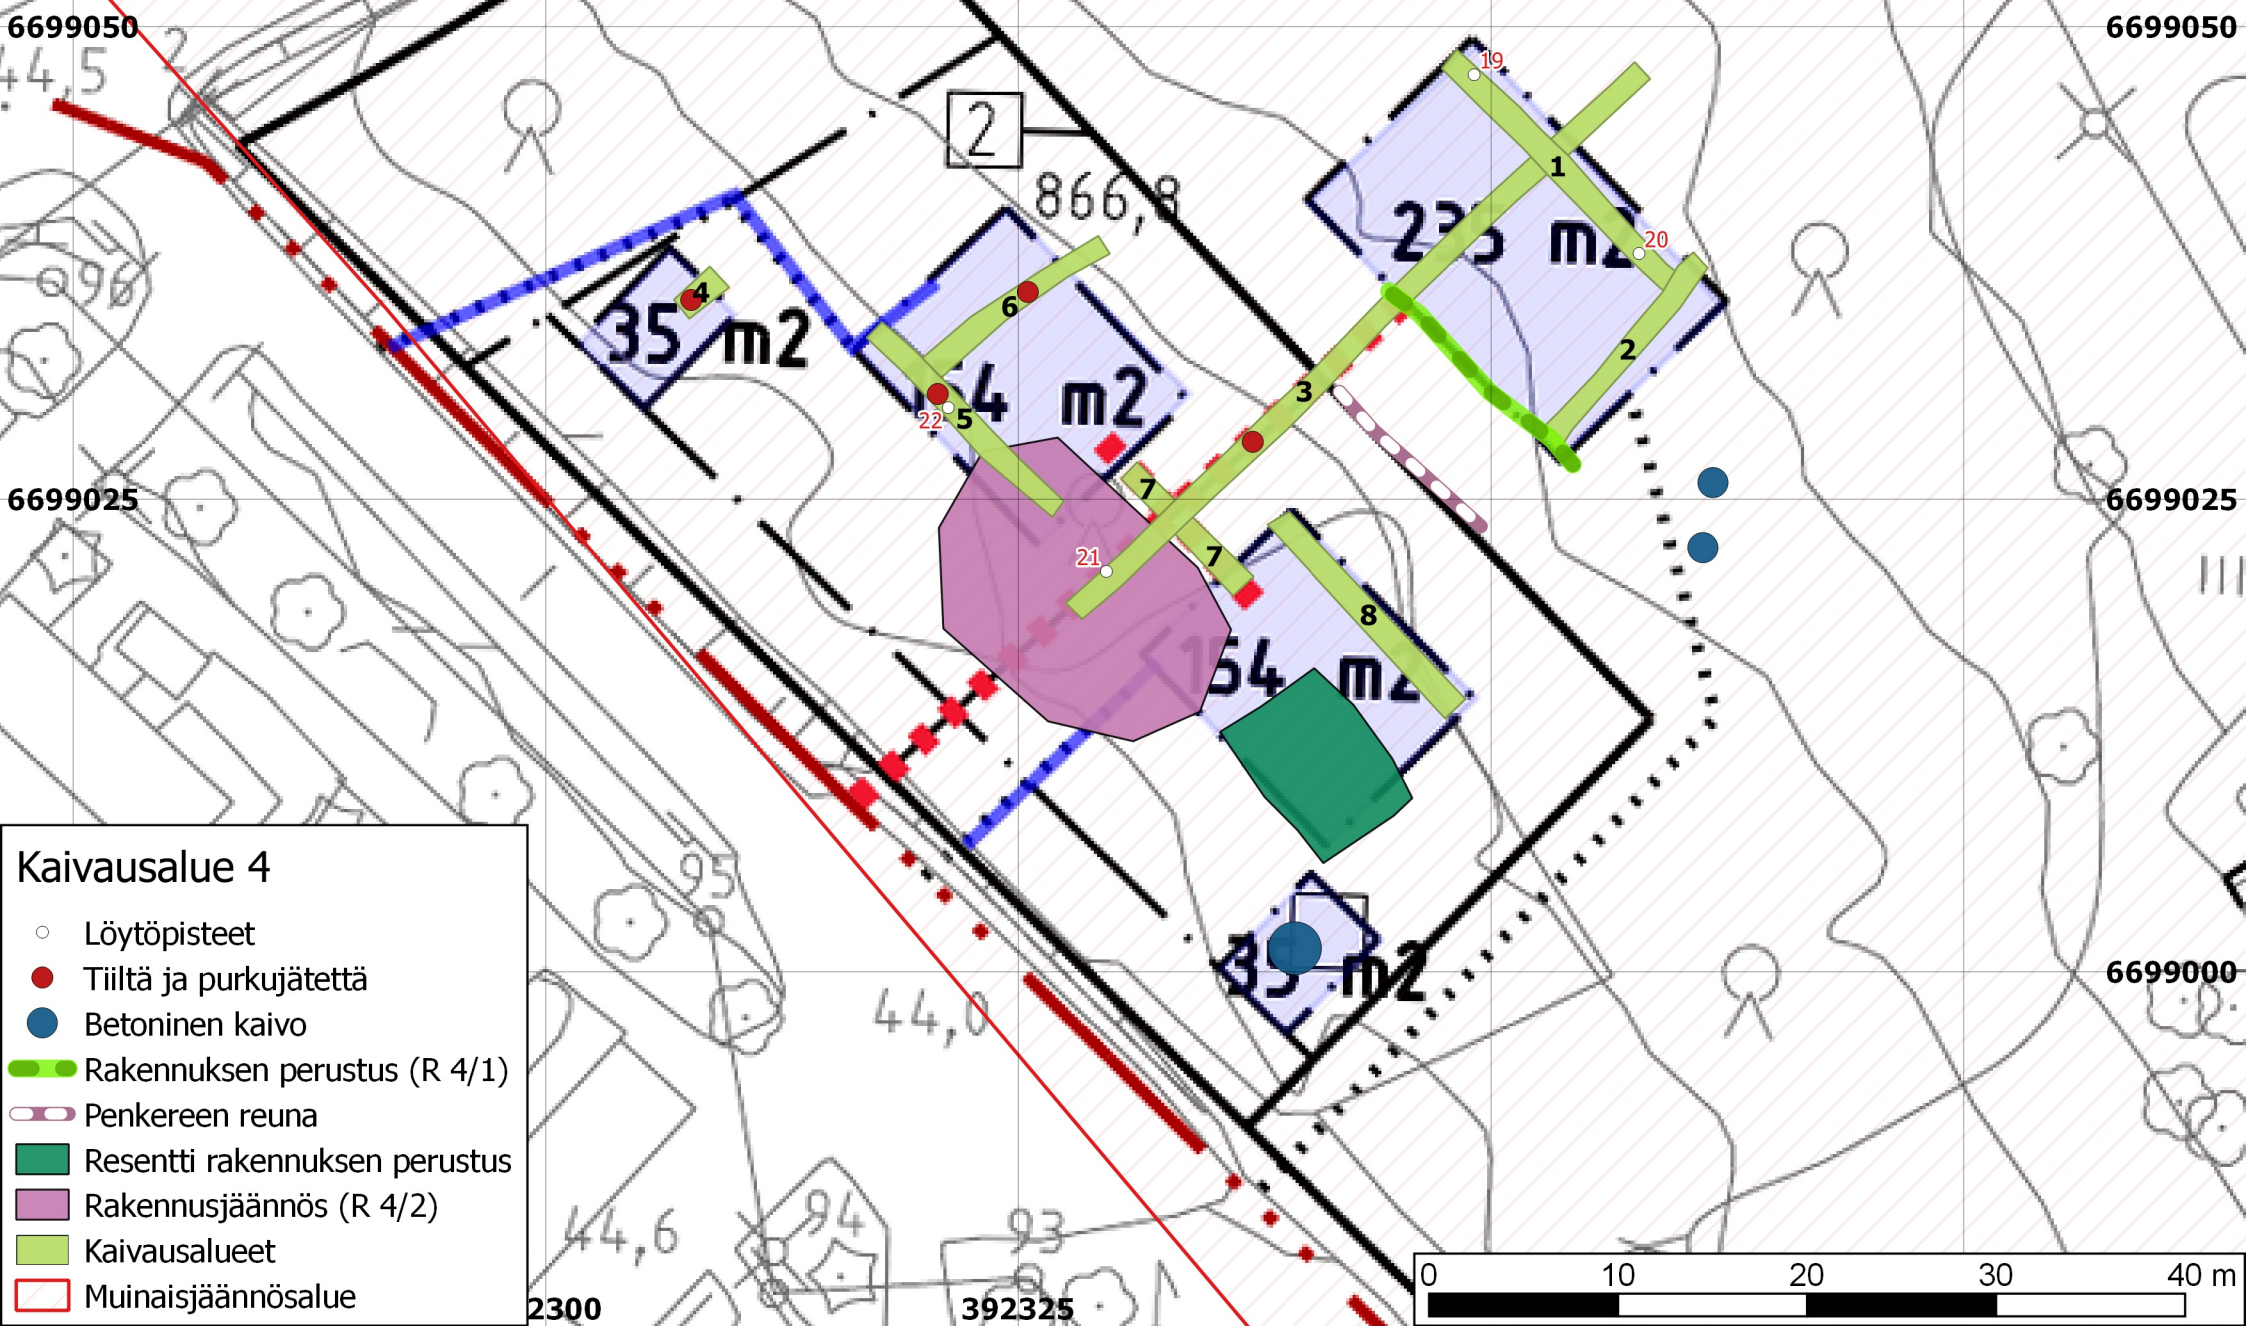 6699050
6699050
44,5
2
2
19
866,8
1
235 m2
20
96
4
6
35 m2
2
3
154 m2
22
5
6699025
7
6699025
21
7
8
154 m2
Kaivausalue 4
95
Löytöpisteet
Tiiltä ja purkujätettä
Betoninen kaivo
Rakennuksen perustus (R 4/1)
Penkereen reuna
Resentti rakennuksen perustus
Rakennusjäännös (R 4/2)
Kaivausalueet
Muinaisjäännösalue
35 m2
6699000
44,0
44,6
94
93
2300
392325
0 10 20 30 40 m